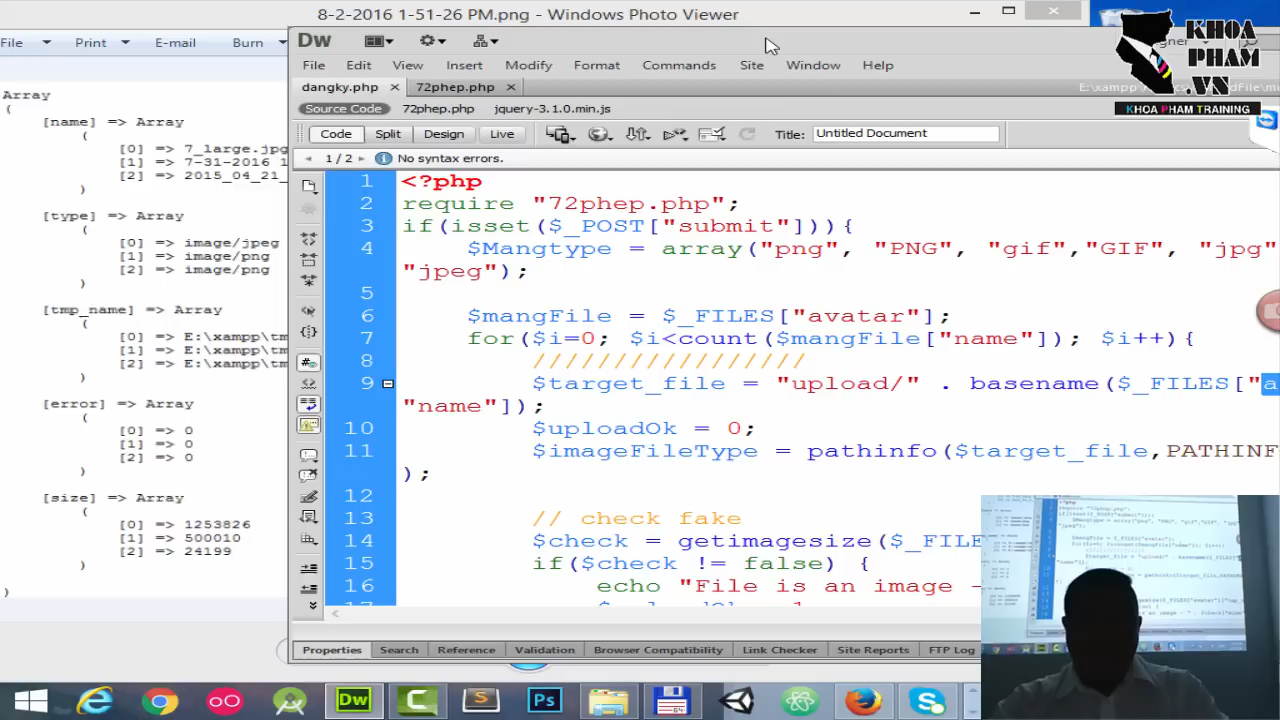 8-2-2016 1:51-26 PM.png - Windows Photo Viewer
File Print E-mail Burn
Array
(
[name] => Array
(
[0] => 7_large.jpg
[1] => 7-31-2016 1
[2] => 2015_04_21_
)
[type] => Array
(
[0] => image/jpeg
[1] => image/png
[2] => image/png
)
[tmp_name] => Array
(
[0] => E:\xampp\tm
[1] => E:\xampp\tm
[2] => E:\xampp\tm
)
[error] => Array
(
[0] => 0
[1] => 0
[2] => 0
)
[size] => Array
(
[0] => 1253826
[1] => 500010
[2] => 24199
)
)
Dw
File Edit View Insert Modify Format Commands Site Window Help
dangky.php 72phep.php
Source Code 72phep.php jquery-3.1.0.min.js
Code Split Design Live Title: Untitled Document
1 / 2 No syntax errors.
1 <?php
2 require "72phep.php";
3 if(isset($_POST["submit"])){
4 $Mangtype = array("png", "PNG", "gif","GIF", "jpg"
"jpeg");
5
6 $mangFile = $_FILES["avatar"];
7 for($i=0; $i<count($mangFile["name"]); $i++){
8 /////////////////
9 $target_file = "upload/" . basename($_FILES["a
"name"]);
10 $uploadOk = 0;
11 $imageFileType = pathinfo($target_file,PATHINF
);
12
13 // check fake
14 $check = getimagesize($_FILE
15 if($check != false) {
16 echo "File is an image -
17
Properties Search Reference Validation Browser Compatibility Link Checker Site Reports FTP Log
KHOA
PHAM
.VN
KHOA PHAM TRAINING
Dw Ps